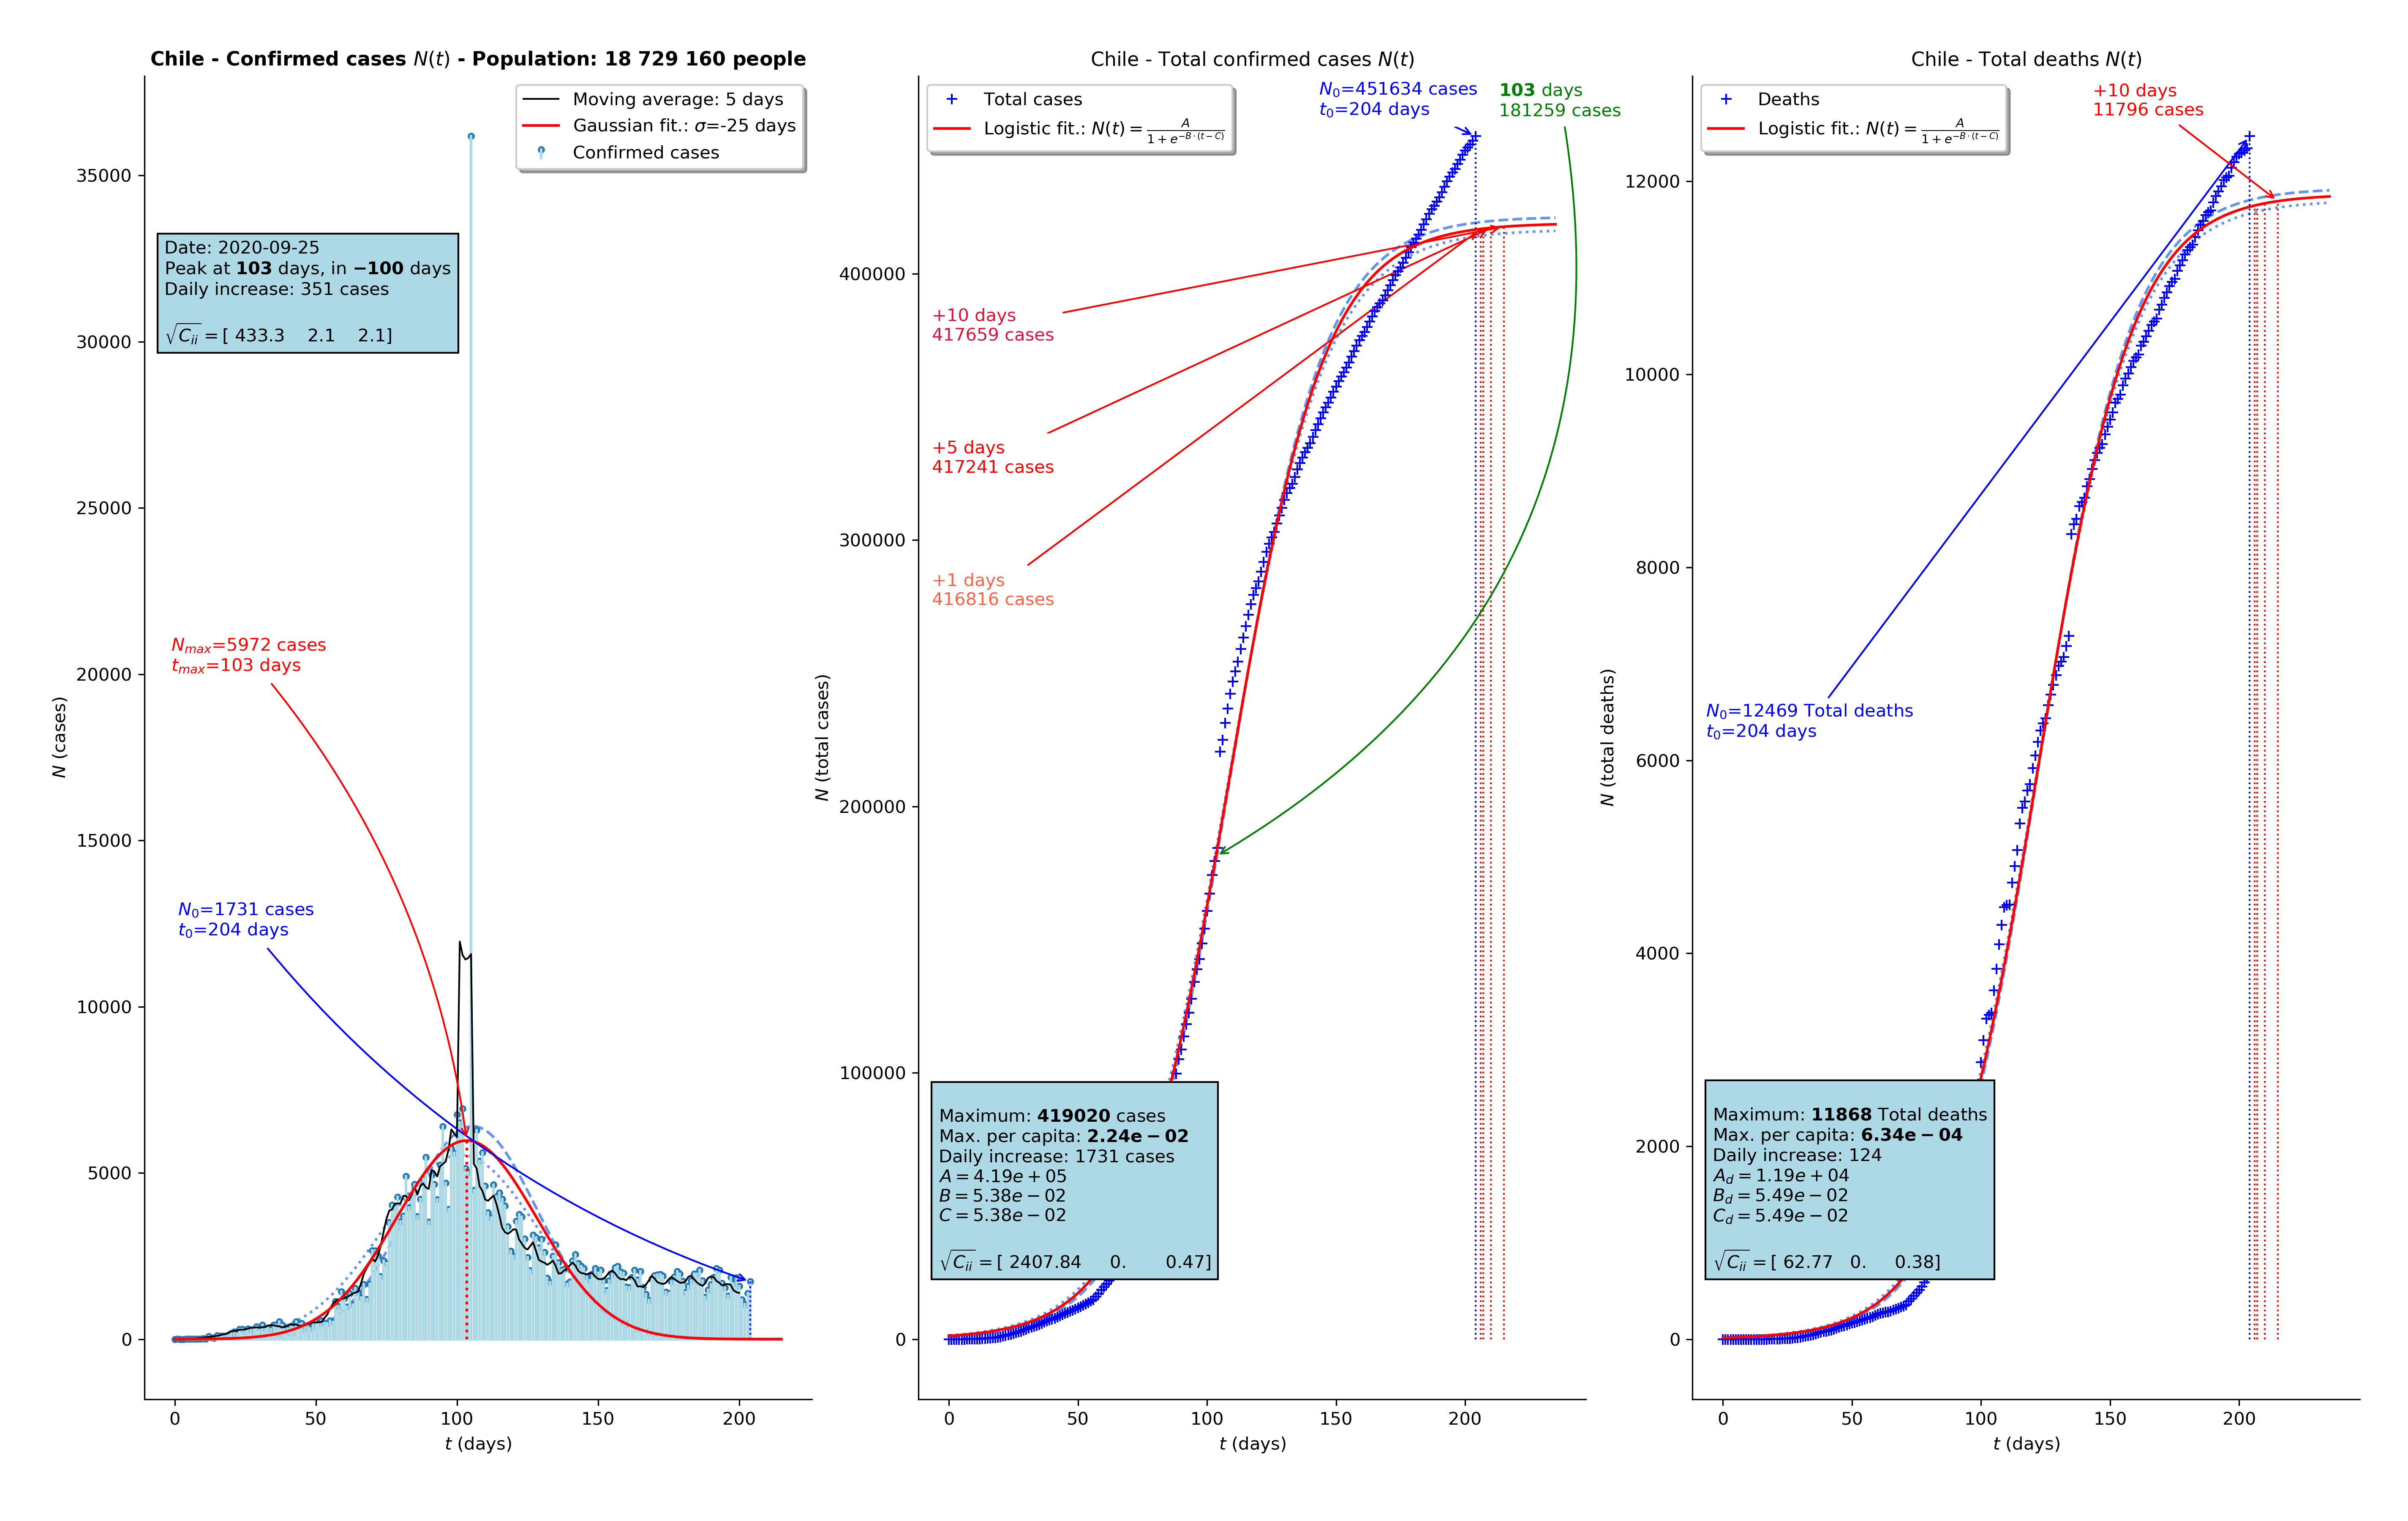 Chile - Confirmed cases N(t) - Population: 18 729 160 people
Moving average: 5 days
Gaussian fit.: σ=-25 days
Confirmed cases
Date: 2020-09-25
Peak at 103 days, in −100 days
Daily increase: 351 cases
√C_ii = [ 433.3 2.1 2.1]
N_max=5972 cases
t_max=103 days
N_0=1731 cases
t_0=204 days
N (cases)
35000
30000
25000
20000
15000
10000
5000
0
0 50 100 150 200
t (days)
Chile - Total confirmed cases N(t)
Total cases
Logistic fit.: N(t) = A / (1 + e^(−B·(t−C)))
N_0=451634 cases
t_0=204 days
103 days
181259 cases
+10 days
417659 cases
+5 days
417241 cases
+1 days
416816 cases
N (total cases)
400000
300000
200000
100000
0
Maximum: 419020 cases
Max. per capita: 2.24e − 02
Daily increase: 1731 cases
A = 4.19e + 05
B = 5.38e − 02
C = 5.38e − 02
√C_ii = [ 2407.84 0. 0.47]
0 50 100 150 200
t (days)
Chile - Total deaths N(t)
Deaths
Logistic fit.: N(t) = A / (1 + e^(−B·(t−C)))
+10 days
11796 cases
N_0=12469 Total deaths
t_0=204 days
N (total deaths)
12000
10000
8000
6000
4000
2000
0
Maximum: 11868 Total deaths
Max. per capita: 6.34e − 04
Daily increase: 124
A_d = 1.19e + 04
B_d = 5.49e − 02
C_d = 5.49e − 02
√C_ii = [ 62.77 0. 0.38]
0 50 100 150 200
t (days)